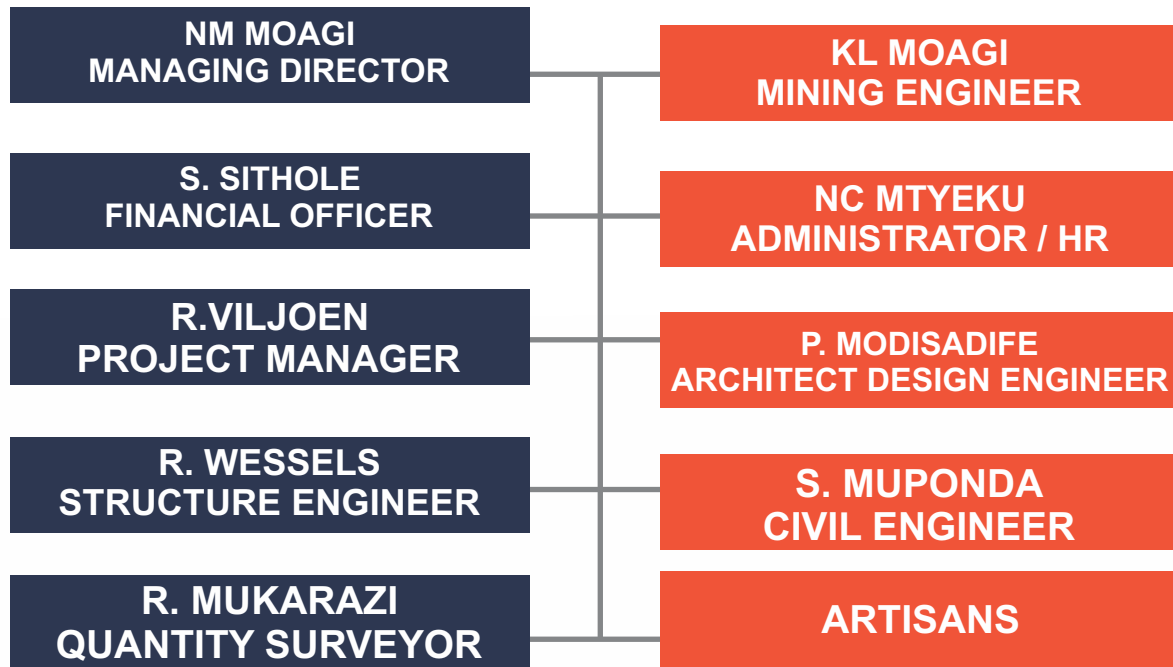 NM MOAGI
MANAGING DIRECTOR
KL MOAGI
MINING ENGINEER
S. SITHOLE
FINANCIAL OFFICER
NC MTYEKU
ADMINISTRATOR / HR
R.VILJOEN
PROJECT MANAGER
P. MODISADIFE
ARCHITECT DESIGN ENGINEER
R. WESSELS
STRUCTURE ENGINEER
S. MUPONDA
CIVIL ENGINEER
R. MUKARAZI
QUANTITY SURVEYOR
ARTISANS